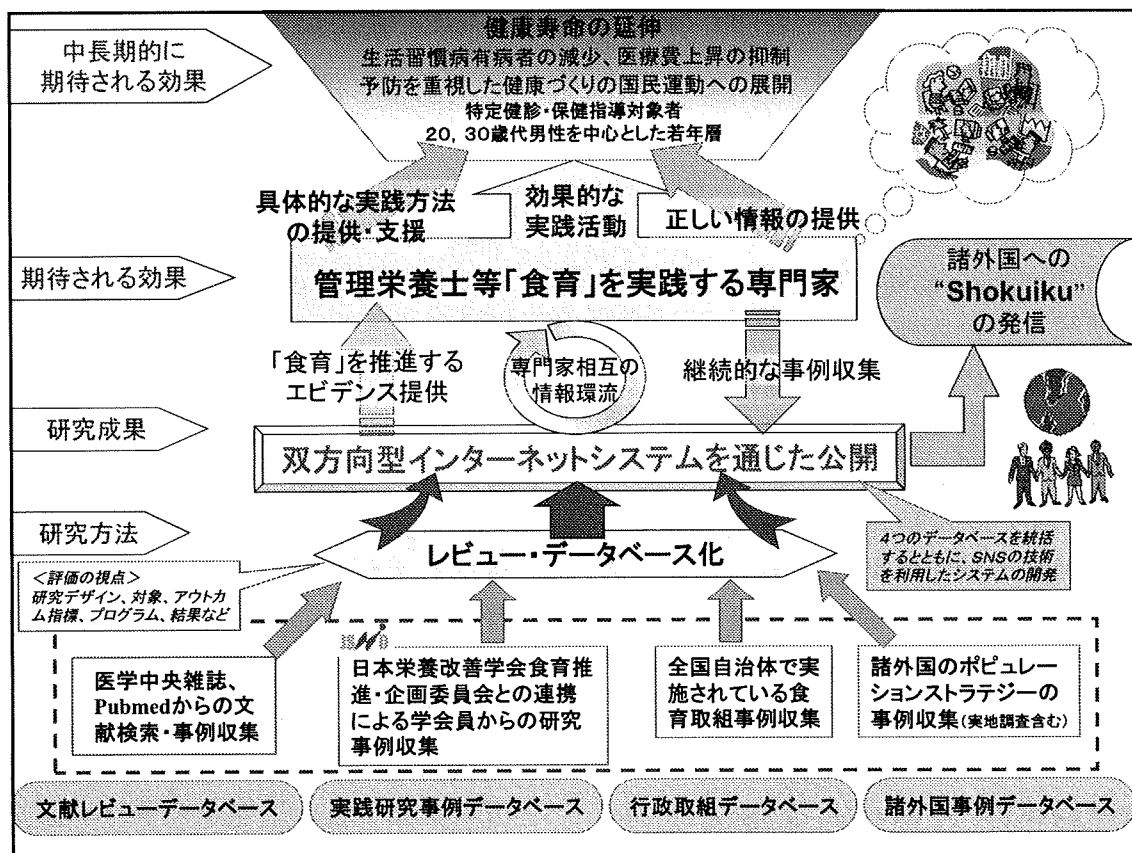 中長期的に
期待される効果
健康寿命の延伸
生活習慣病有病者の減少、医療費上昇の抑制
予防を重視した健康づくりの国民運動への展開
特定健診・保健指導対象者
20, 30歳代男性を中心とした若年層
具体的な実践方法
の提供・支援
効果的な
実践活動
正しい情報の提供
期待される効果
管理栄養士等「食育」を実践する専門家
諸外国への
“Shokuiku”
の発信
「食育」を推進する
エビデンス提供
専門家相互の
情報環流
継続的な事例収集
研究成果
双方向型インターネットシステムを通じた公開
研究方法
レビュー・データベース化
4つのデータベースを統括
するとともに、SNSの技術
を利用したシステムの開発
<評価の視点>
研究デザイン、対象、アウトカ
ム指標、プログラム、結果など
医学中央雑誌、
Pubmedからの文
献検索・事例収集
日本栄養改善学会食育推
進・企画委員会との連携
による学会員からの研究
事例収集
全国自治体で実
施されている食
育取組事例収集
諸外国のポピュレー
ションストラテジーの
事例収集(実地調査含む)
文献レビューデータベース
実践研究事例データベース
行政取組データベース
諸外国事例データベース